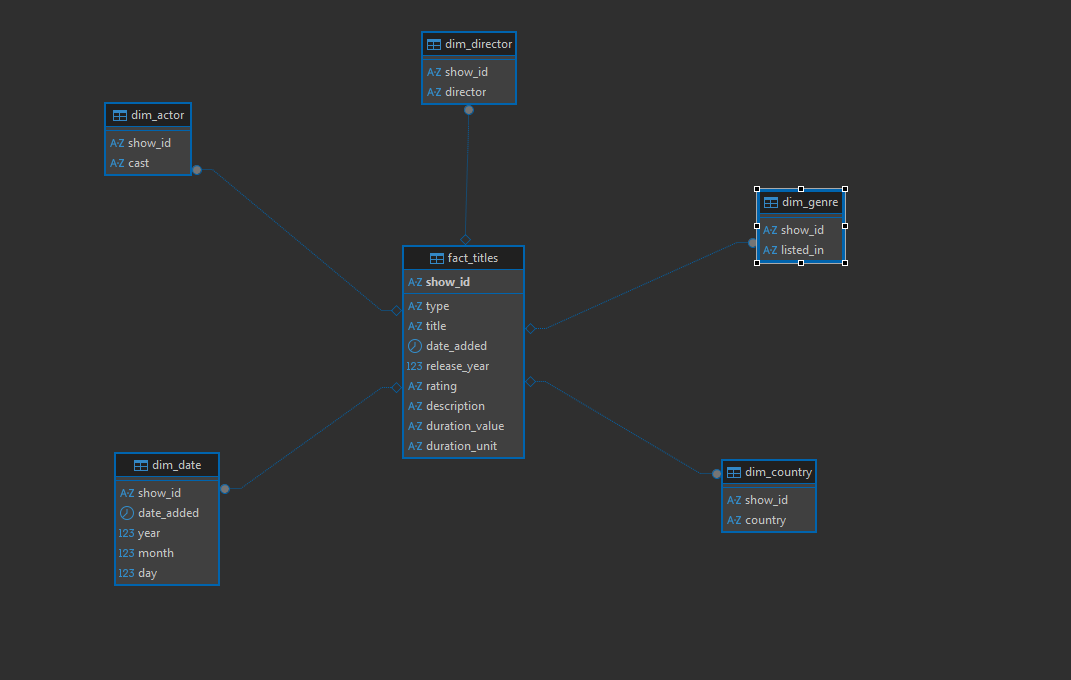 dim_director
A-Z show_id
A-Z director
dim_actor
A-Z show_id
A-Z cast
dim_genre
A-Z show_id
A-Z listed_in
fact_titles
A-Z show_id
A-Z type
A-Z title
date_added
123 release_year
A-Z rating
A-Z description
A-Z duration_value
A-Z duration_unit
dim_date
A-Z show_id
date_added
123 year
123 month
123 day
dim_country
A-Z show_id
A-Z country